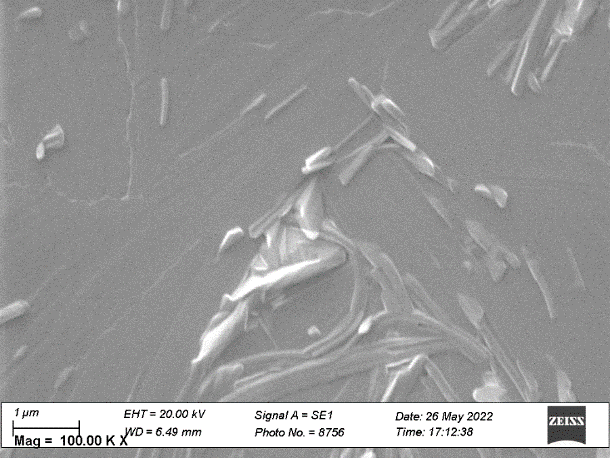 1 µm
EHT = 20.00 kV
Signal A = SE1
Date: 26 May 2022
ZEISS
Mag = 100.00 K X
WD = 6.49 mm
Photo No. = 8756
Time: 17:12:38